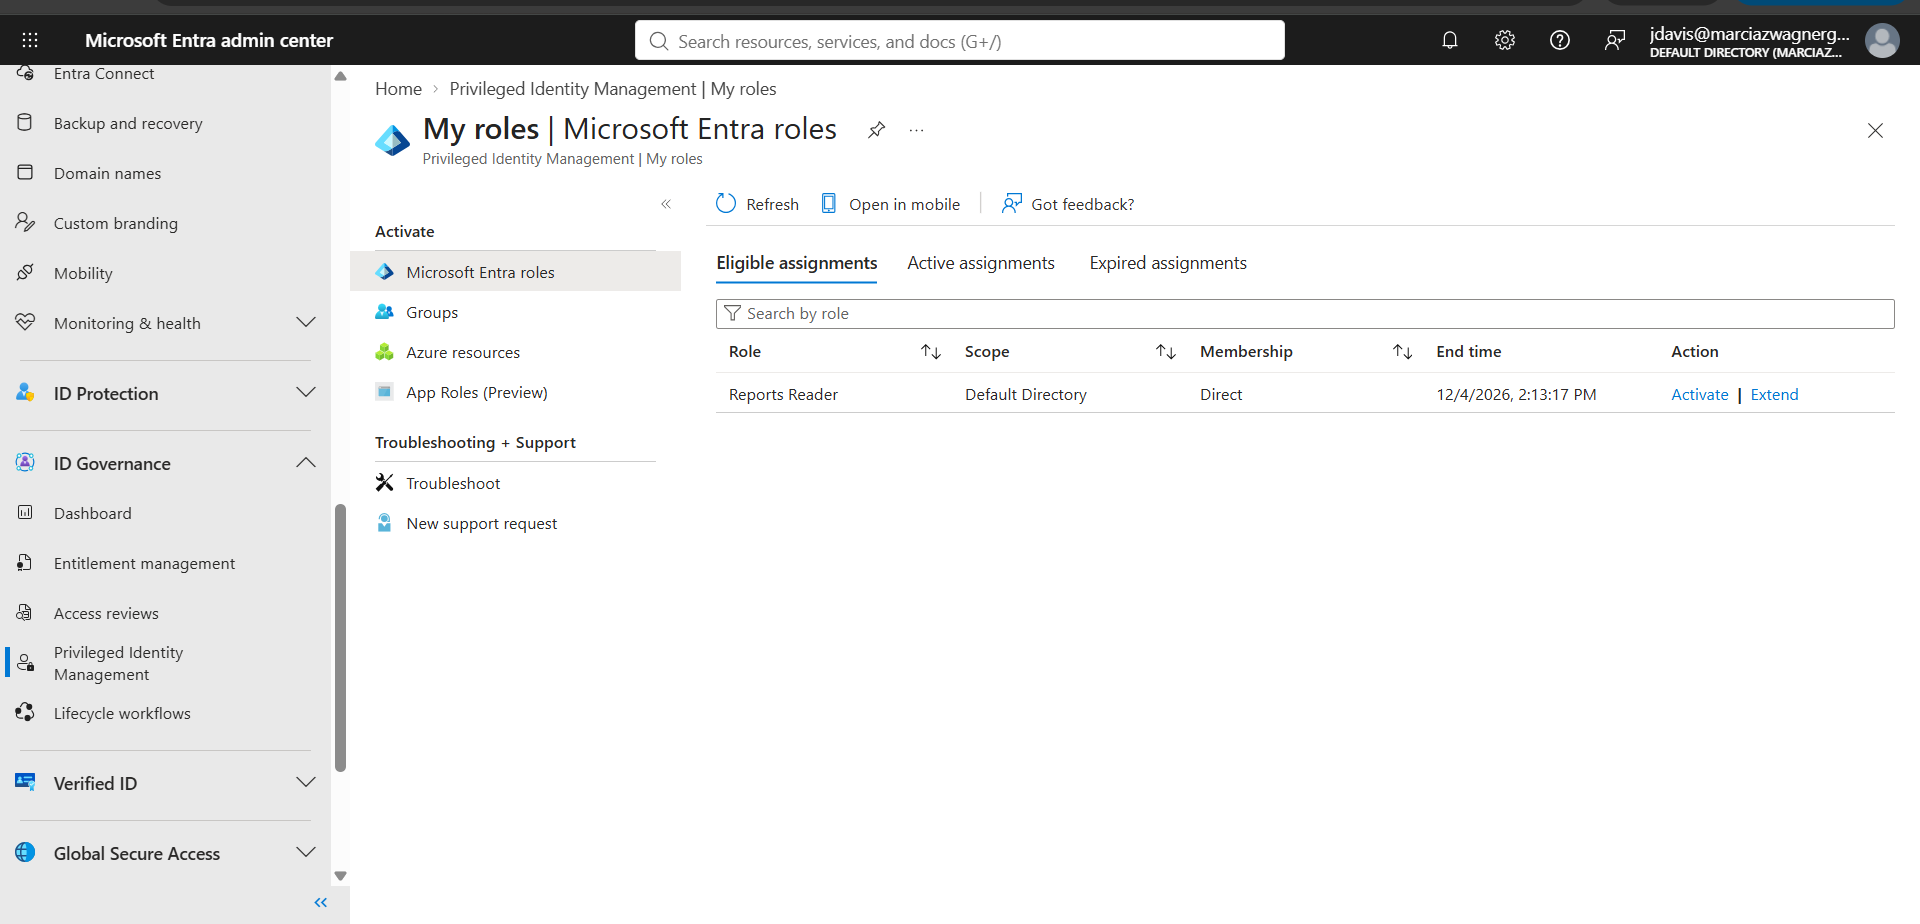 Microsoft Entra admin center
Search resources, services, and docs (G+/)
jdavis@marciazwagnerg...
DEFAULT DIRECTORY (MARCIAZ...
Entra Connect
Backup and recovery
Domain names
Custom branding
Mobility
Monitoring & health
ID Protection
ID Governance
Dashboard
Entitlement management
Access reviews
Privileged Identity
Management
Lifecycle workflows
Verified ID
Global Secure Access
Home > Privileged Identity Management | My roles
My roles | Microsoft Entra roles
Privileged Identity Management | My roles
Activate
Microsoft Entra roles
Groups
Azure resources
App Roles (Preview)
Troubleshooting + Support
Troubleshoot
New support request
Refresh Open in mobile Got feedback?
Eligible assignments Active assignments Expired assignments
Search by role
Role Scope Membership End time Action
Reports Reader Default Directory Direct 12/4/2026, 2:13:17 PM Activate | Extend